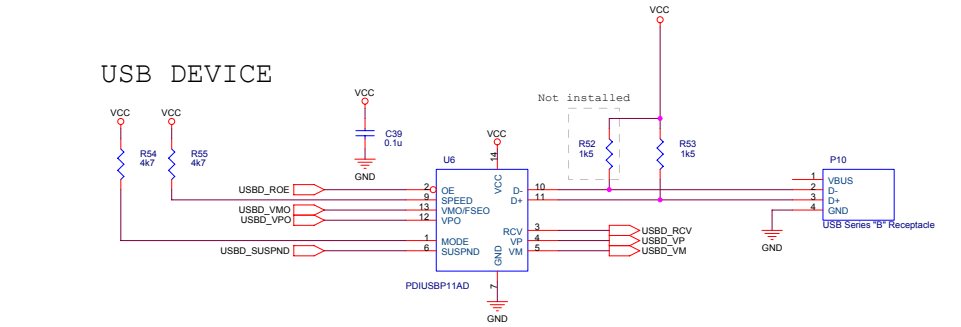 VCC
USB DEVICE
Not installed
VCC
VCC
VCC
R54
4k7
R55
4k7
C39
0.1u
GND
VCC
R52
1k5
R53
1k5
U6
14
P10
USBD_ROE
2
OE
VCC
D-
10
1
VBUS
9
SPEED
D+
11
2
D-
3
D+
USBD_VMO
13
VMO/FSEO
4
GND
USBD_VPO
12
VPO
USB Series "B" Receptacle
RCV
3
USBD_RCV
1
MODE
VP
4
USBD_VP
USBD_SUSPND
6
SUSPND
GND
VM
5
USBD_VM
GND
PDIUSBP11AD
7
GND